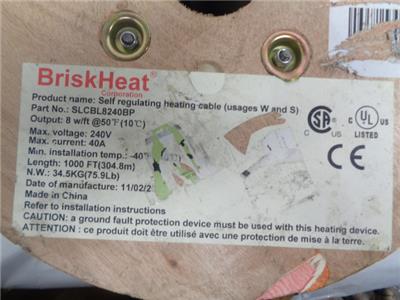 BriskHeat
Corporation
Product name: Self regulating heating cable (usages W and S)
Part No.: SLCBL8240BP
Output: 8 w/ft @50°F(10°C)
Max. voltage: 240V
Max. current: 40A
Min. installation temp.: -40°
Length: 1000 FT(304.8m)
N.W.: 34.5KG(75.9Lb)
Date of manufacture: 11/02/2
Made in China
Refer to installation instructions
CAUTION: a ground fault protection device must be used with this heating device.
ATTENTION : ce produit doit être utilisé avec une protection de mise à la terre.
SA ®
C UL US LISTED
CE